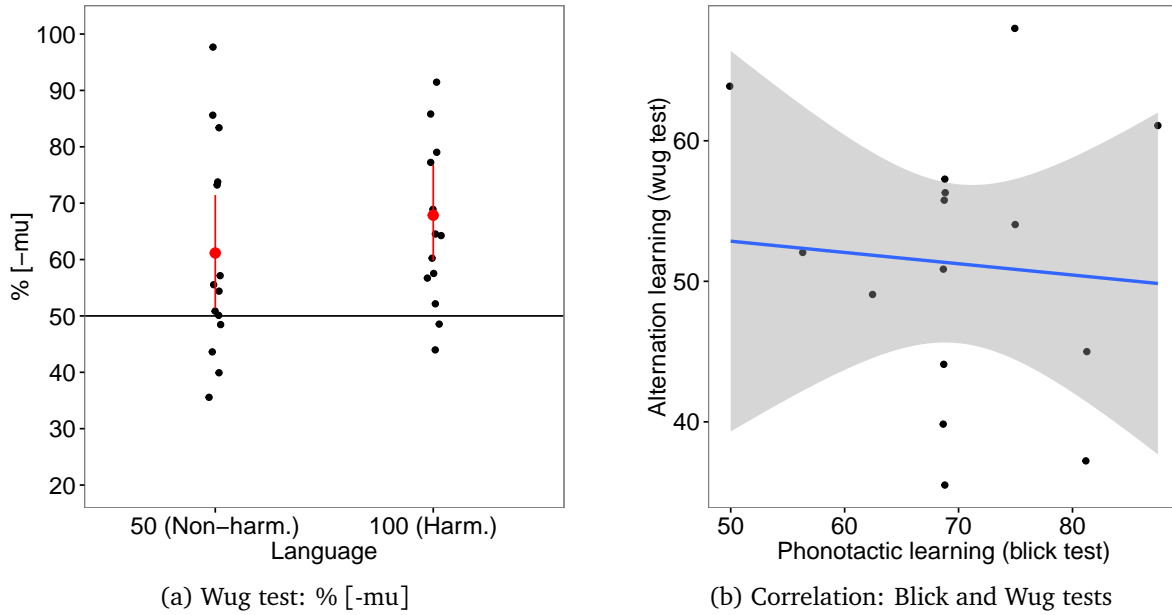 100
90
80
70
60
50
40
30
20
% [-mu]
50 (Non−harm.)
100 (Harm.)
Language
(a) Wug test: % [-mu]
60
50
40
Alternation learning (wug test)
50
60
70
80
Phonotactic learning (blick test)
(b) Correlation: Blick and Wug tests